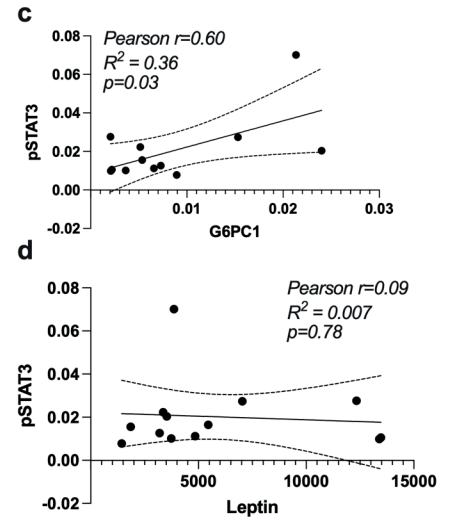 c
Pearson r=0.60
R² = 0.36
p=0.03
0.08
0.06
0.04
0.02
0.00
-0.02
pSTAT3
0.01 0.02 0.03
G6PC1
d
Pearson r=0.09
R² = 0.007
p=0.78
0.08
0.06
0.04
0.02
0.00
-0.02
pSTAT3
5000 10000 15000
Leptin